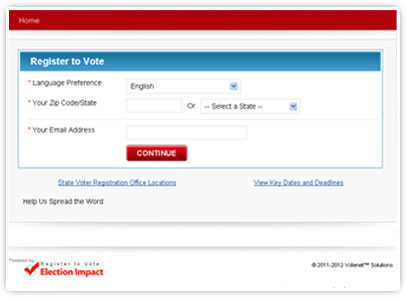 Home
Register to Vote
* Language Preference English
* Your Zip Code/State Or -- Select a State --
* Your Email Address
CONTINUE
State Voter Registration Office Locations View Key Dates and Deadlines
Help Us Spread the Word:
Powered by
Register to Vote
Election Impact
© 2011-2012 Votenet™ Solutions